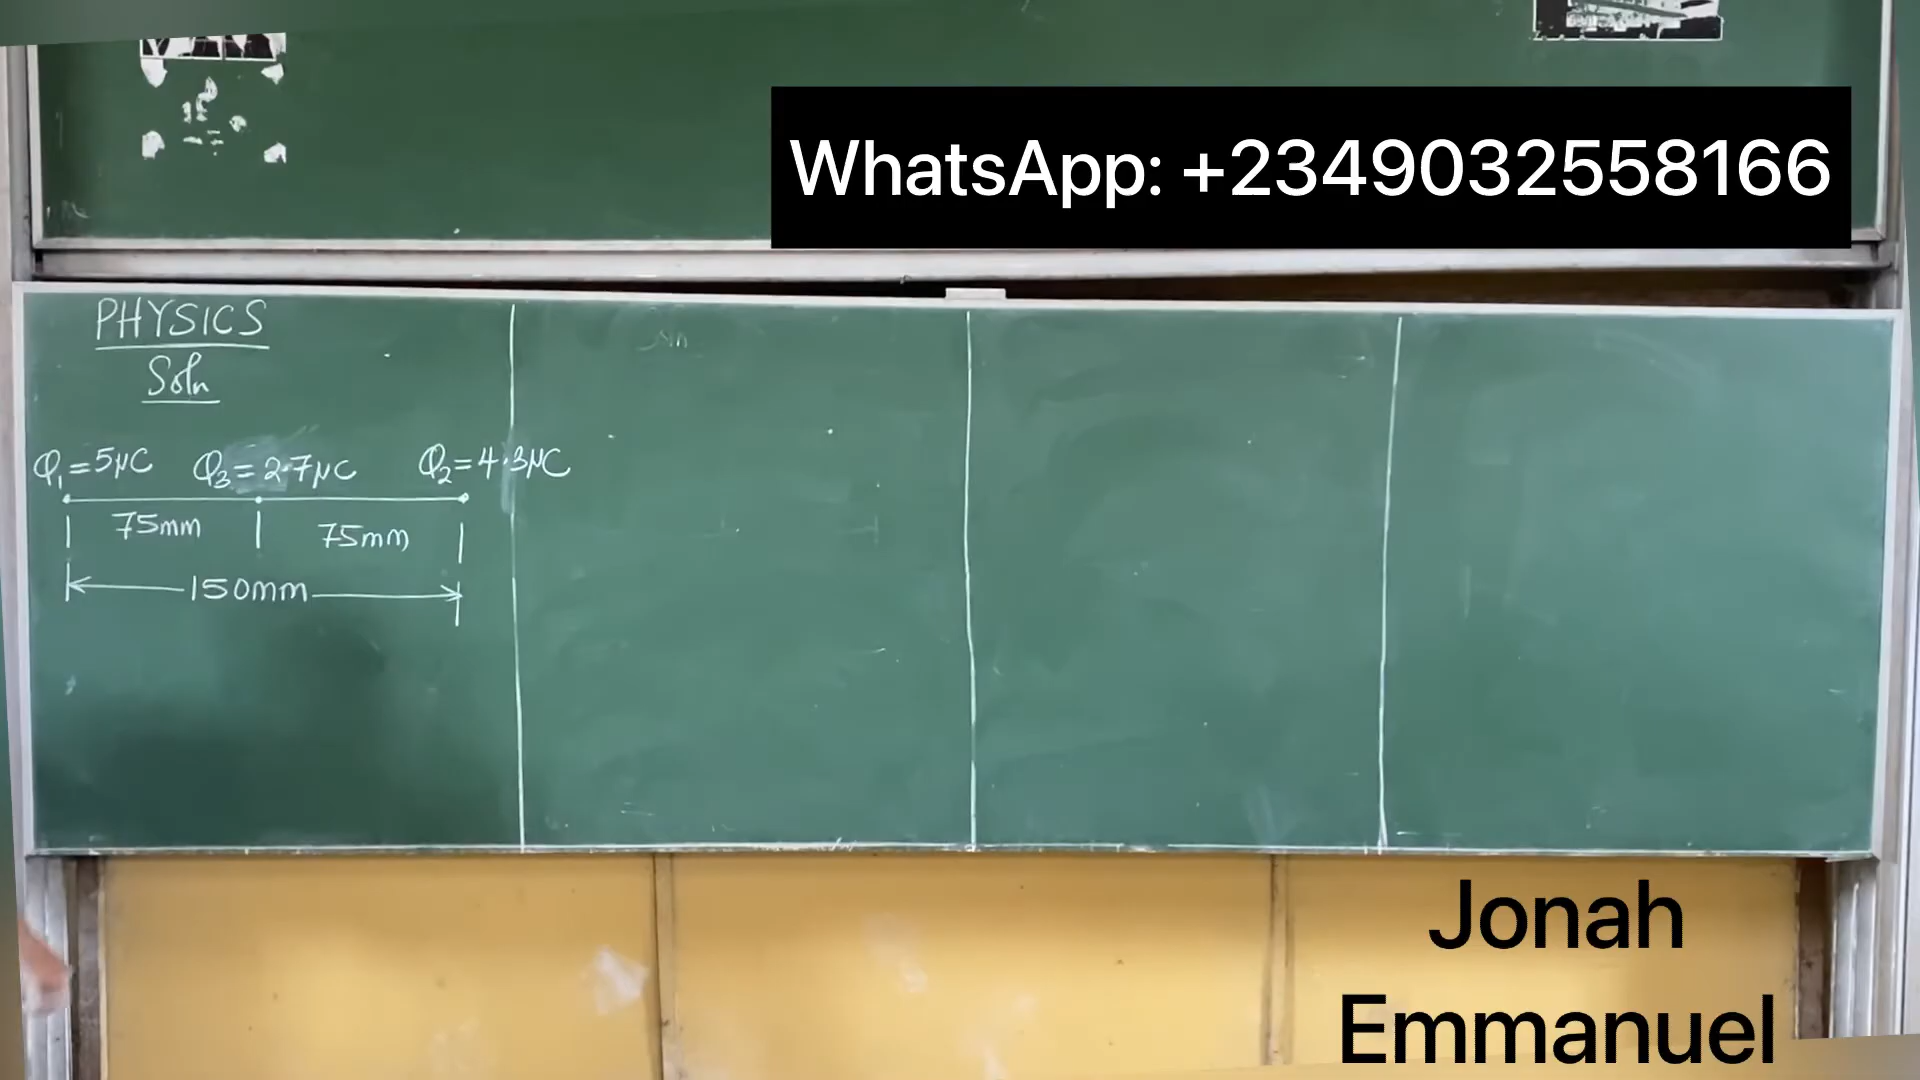 WhatsApp: +2349032558166
PHYSICS
Soln
Q₁=5μC Q₃=2.7μC Q₂=4.3μC
75mm 75mm
150mm
Jonah
Emmanuel